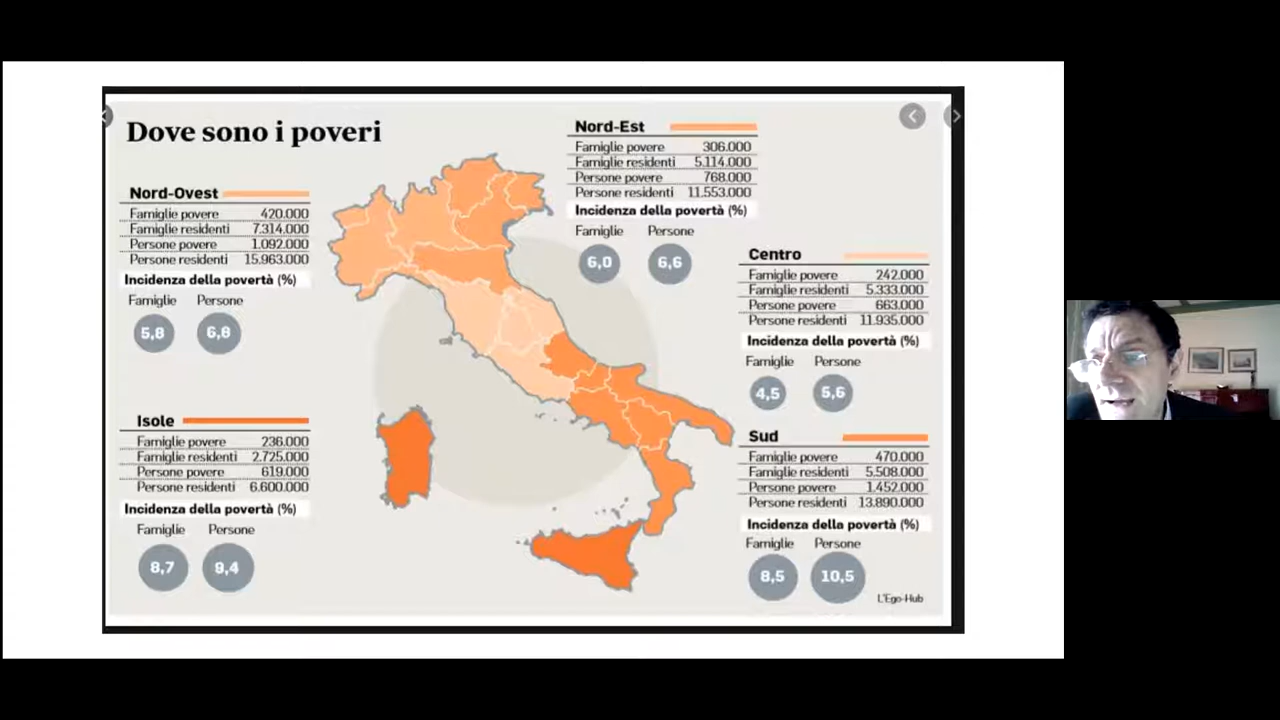 Dove sono i poveri
Nord-Ovest
Famiglie povere 420.000
Famiglie residenti 7.314.000
Persone povere 1.092.000
Persone residenti 15.963.000
Incidenza della povertà (%)
Famiglie Persone
5,8 6,8
Nord-Est
Famiglie povere 306.000
Famiglie residenti 5.114.000
Persone povere 768.000
Persone residenti 11.553.000
Incidenza della povertà (%)
Famiglie Persone
6,0 6,6
Centro
Famiglie povere 242.000
Famiglie residenti 5.333.000
Persone povere 663.000
Persone residenti 11.935.000
Incidenza della povertà (%)
Famiglie Persone
4,5 5,6
Isole
Famiglie povere 236.000
Famiglie residenti 2.725.000
Persone povere 619.000
Persone residenti 6.600.000
Incidenza della povertà (%)
Famiglie Persone
8,7 9,4
Sud
Famiglie povere 470.000
Famiglie residenti 5.508.000
Persone povere 1.452.000
Persone residenti 13.890.000
Incidenza della povertà (%)
Famiglie Persone
8,5 10,5
L'Ego-Hub